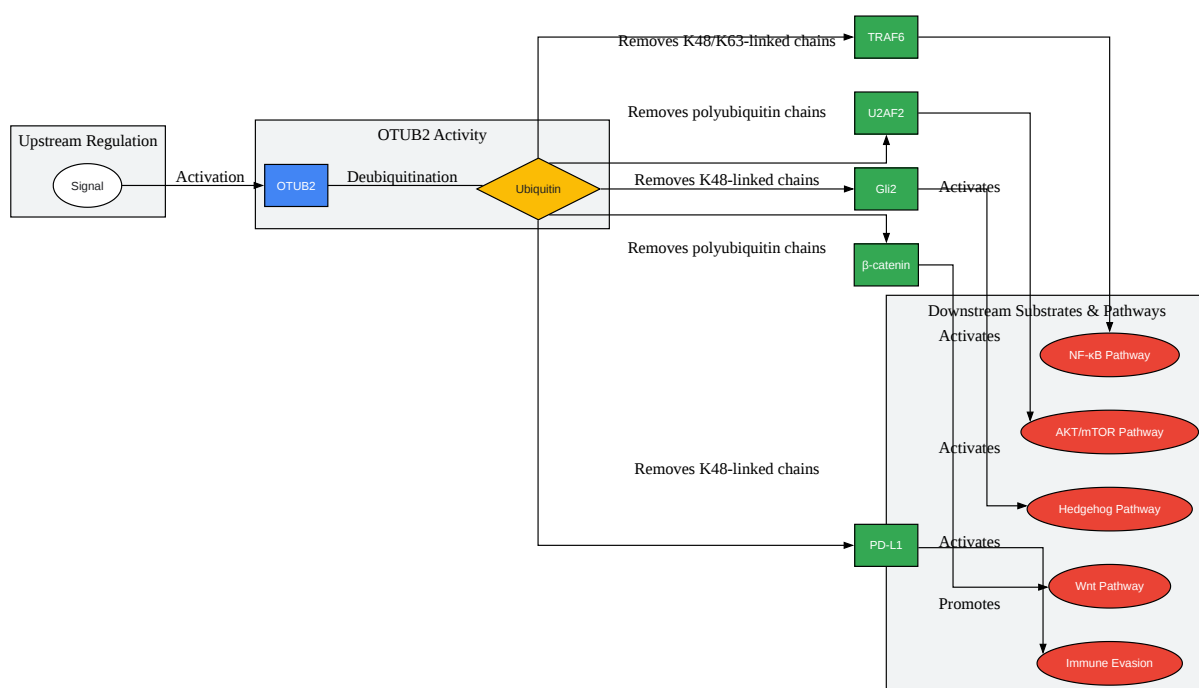 Upstream Regulation
Signal
Activation
OTUB2 Activity
OTUB2
Deubiquitination
Ubiquitin
Removes K48/K63-linked chains
TRAF6
Removes polyubiquitin chains
U2AF2
Removes K48-linked chains
Gli2
Activates
Removes polyubiquitin chains
β-catenin
Downstream Substrates & Pathways
Activates
NF-κB Pathway
AKT/mTOR Pathway
Activates
Removes K48-linked chains
Hedgehog Pathway
PD-L1
Activates
Wnt Pathway
Promotes
Immune Evasion